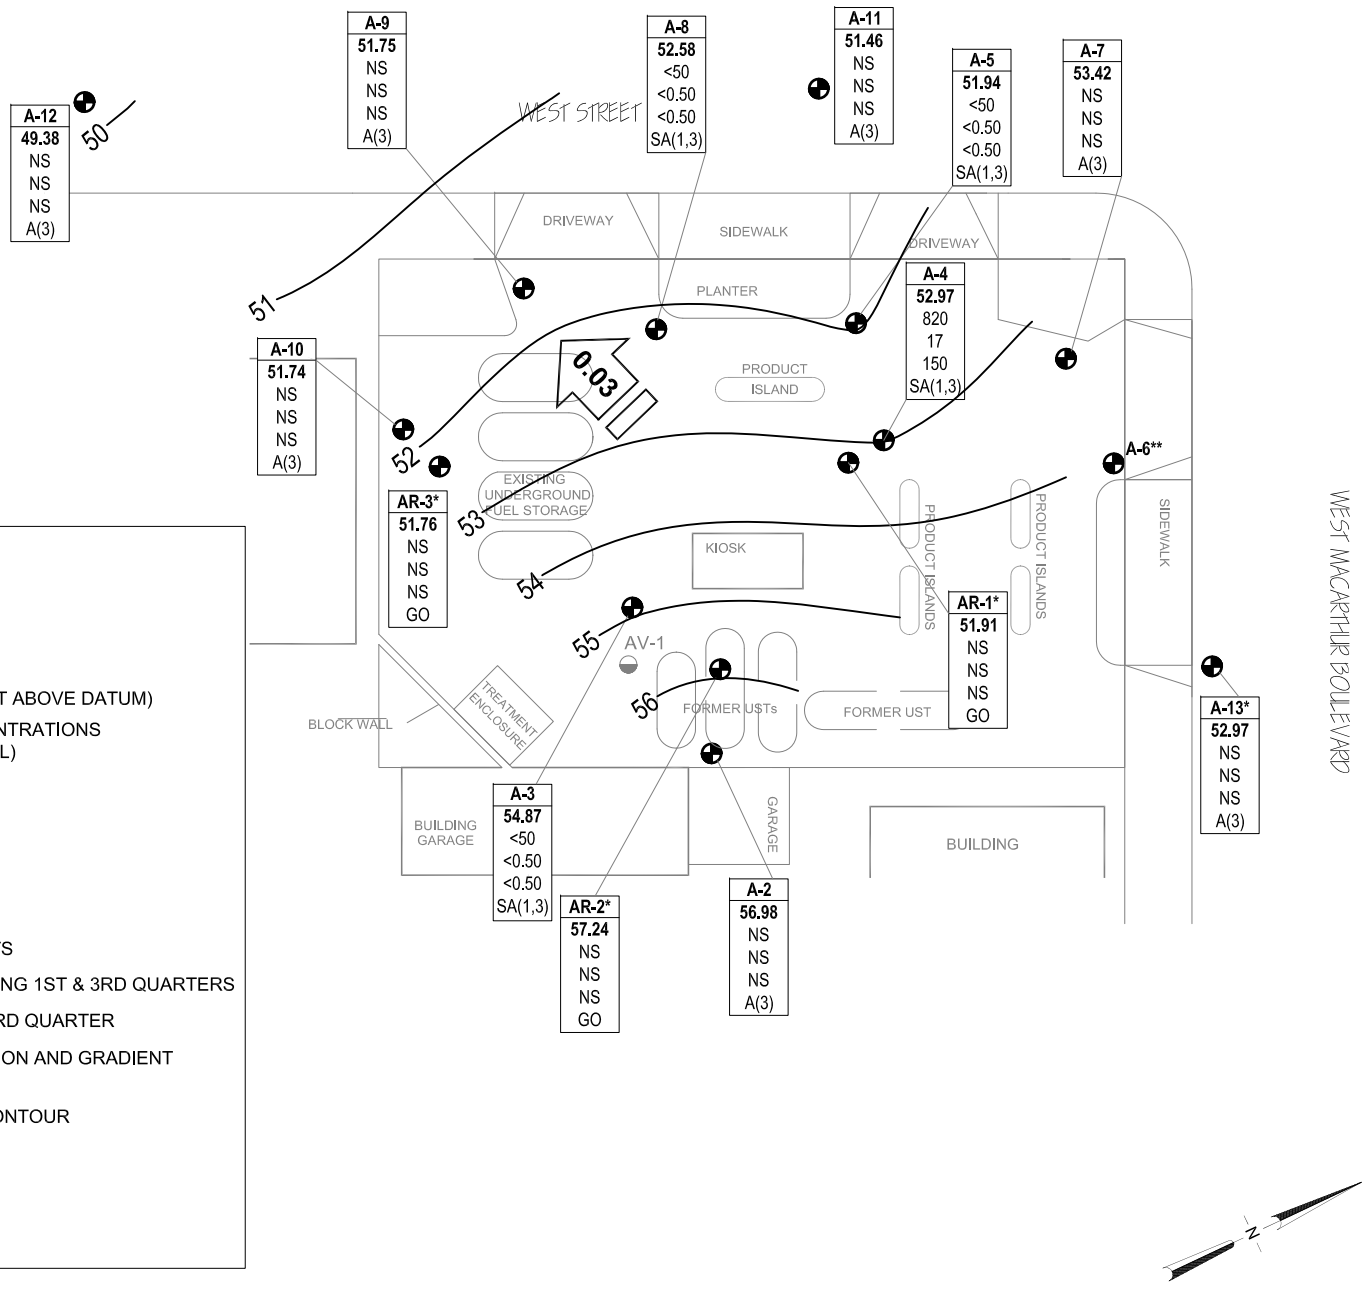 A-9
51.75
NS
NS
NS
A(3)
A-8
52.58
<50
<0.50
<0.50
SA(1,3)
A-11
51.46
NS
NS
NS
A(3)
A-5
51.94
<50
<0.50
<0.50
SA(1,3)
A-7
53.42
NS
NS
NS
A(3)
A-12
49.38
NS
NS
NS
A(3)
50
WEST STREET
DRIVEWAY
SIDEWALK
DRIVEWAY
PLANTER
51
A-4
52.97
820
17
150
SA(1,3)
A-10
51.74
NS
NS
NS
A(3)
0.03
PRODUCT
ISLAND
52
A-6**
AR-3*
51.76
NS
NS
NS
GO
EXISTING
UNDERGROUND
FUEL STORAGE
53
54
KIOSK
PRODUCT ISLANDS
PRODUCT ISLANDS
SIDEWALK
WEST MACARTHUR BOULEVARD
AR-1*
51.91
NS
NS
NS
GO
55
AV-1
56
FORMER USTs
FORMER UST
TREATMENT
ENCLOSURE
BLOCK WALL
A-13*
52.97
NS
NS
NS
A(3)
T ABOVE DATUM)
NTRATIONS
L)
BUILDING
GARAGE
A-3
54.87
<50
<0.50
<0.50
SA(1,3)
GARAGE
BUILDING
AR-2*
57.24
NS
NS
NS
GO
A-2
56.98
NS
NS
NS
A(3)
TS
ING 1ST & 3RD QUARTERS
RD QUARTER
ON AND GRADIENT
ONTOUR
N